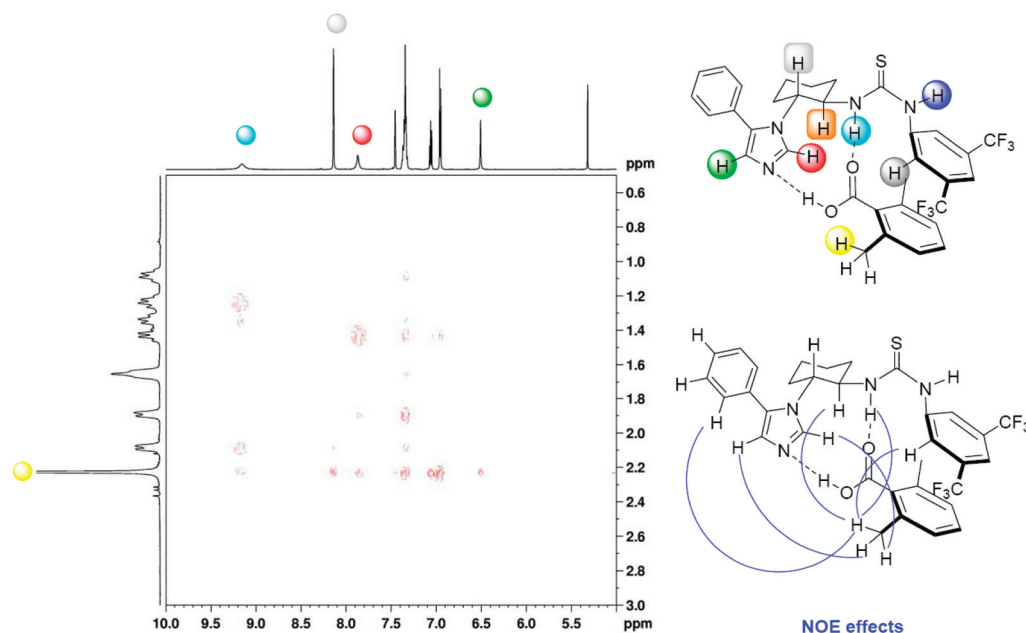 ppm
0.6
0.8
1.0
1.2
1.4
1.6
1.8
2.0
2.2
2.4
2.6
2.8
3.0
10.0 9.5 9.0 8.5 8.0 7.5 7.0 6.5 6.0 5.5 ppm
H
S
N N H
H H
N
CF₃
H H
N
H
O
H
H O
F₃C
H
H H
H
S
H
N N H
H
H
H
N
H
CF₃
H
H
N
O
H
H
O
F₃C
H
H H
NOE effects